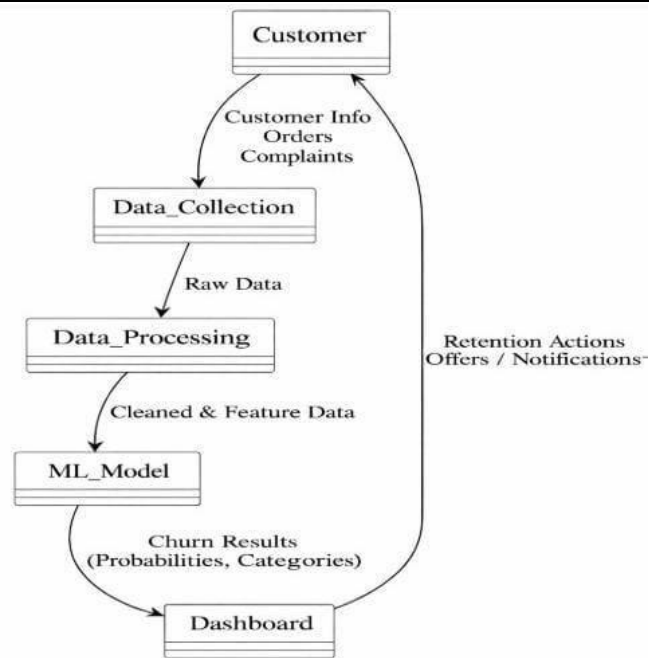 Customer
Customer Info
Orders
Complaints
Data_Collection
Raw Data
Data_Processing
Retention Actions
Offers / Notifications
Cleaned & Feature Data
ML_Model
Churn Results
(Probabilities, Categories)
Dashboard